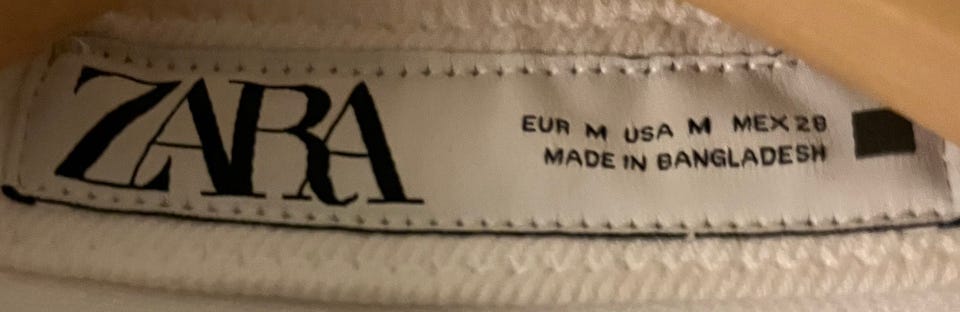 ZARA
EUR M USA M MEX 28
MADE IN BANGLADESH